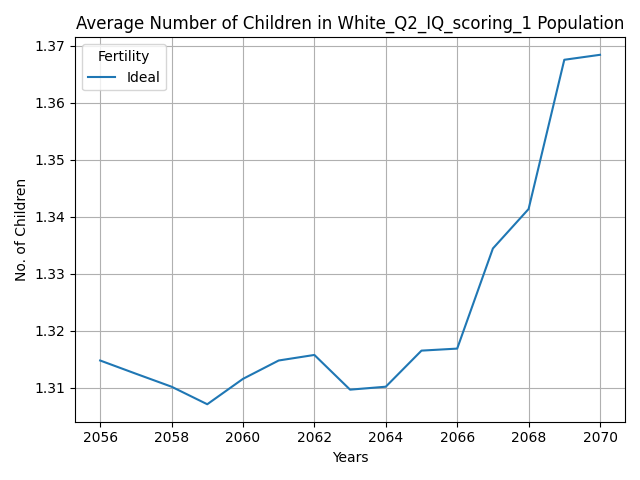 Average Number of Children in White_Q2_IQ_scoring_1 Population
Fertility
Ideal
No. of Children
1.37
1.36
1.35
1.34
1.33
1.32
1.31
2056 2058 2060 2062 2064 2066 2068 2070
Years